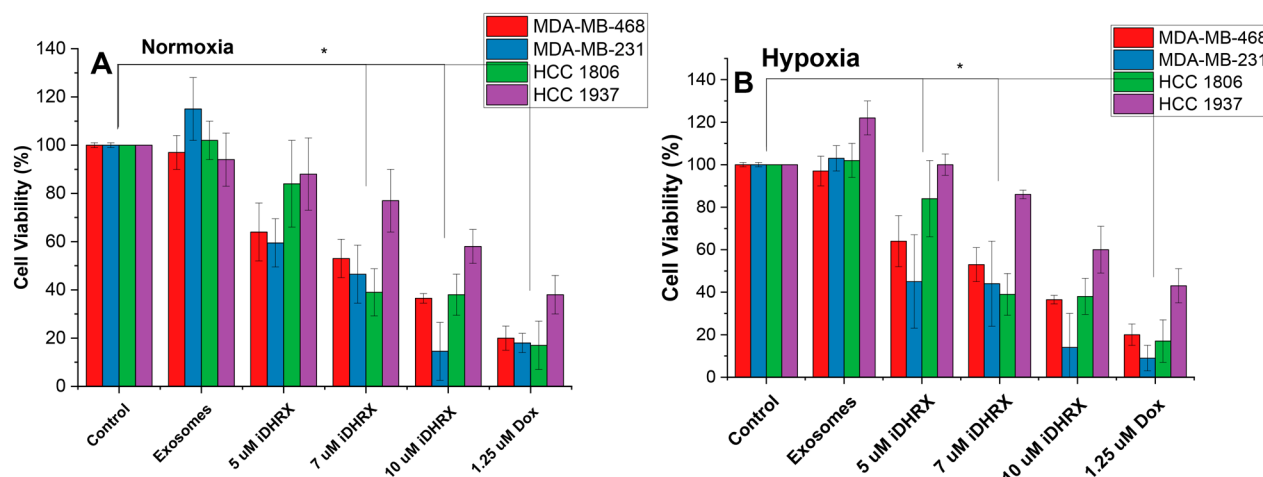 A
Normoxia
*
MDA-MB-468
MDA-MB-231
HCC 1806
HCC 1937
Cell Viability (%)
140
120
100
80
60
40
20
0
Control
Exosomes
5 uM iDHRX
7 uM iDHRX
10 uM iDHRX
1.25 uM Dox
B
Hypoxia
*
MDA-MB-468
MDA-MB-231
HCC 1806
HCC 1937
Cell Viability (%)
140
120
100
80
60
40
20
0
Control
Exosomes
5 uM iDHRX
7 uM iDHRX
10 uM iDHRX
1.25 uM Dox